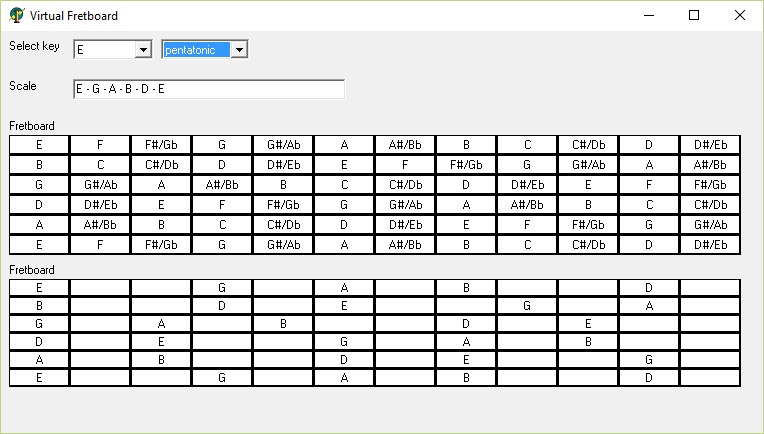 Virtual Fretboard
Select key E pentatonic
Scale E - G - A - B - D - E
Fretboard
E F F#/Gb G G#/Ab A A#/Bb B C C#/Db D D#/Eb
B C C#/Db D D#/Eb E F F#/Gb G G#/Ab A A#/Bb
G G#/Ab A A#/Bb B C C#/Db D D#/Eb E F F#/Gb
D D#/Eb E F F#/Gb G G#/Ab A A#/Bb B C C#/Db
A A#/Bb B C C#/Db D D#/Eb E F F#/Gb G G#/Ab
E F F#/Gb G G#/Ab A A#/Bb B C C#/Db D D#/Eb
Fretboard
E G A B D
B D E G A
G A B D E
D E G A B
A B D E G
E G A B D